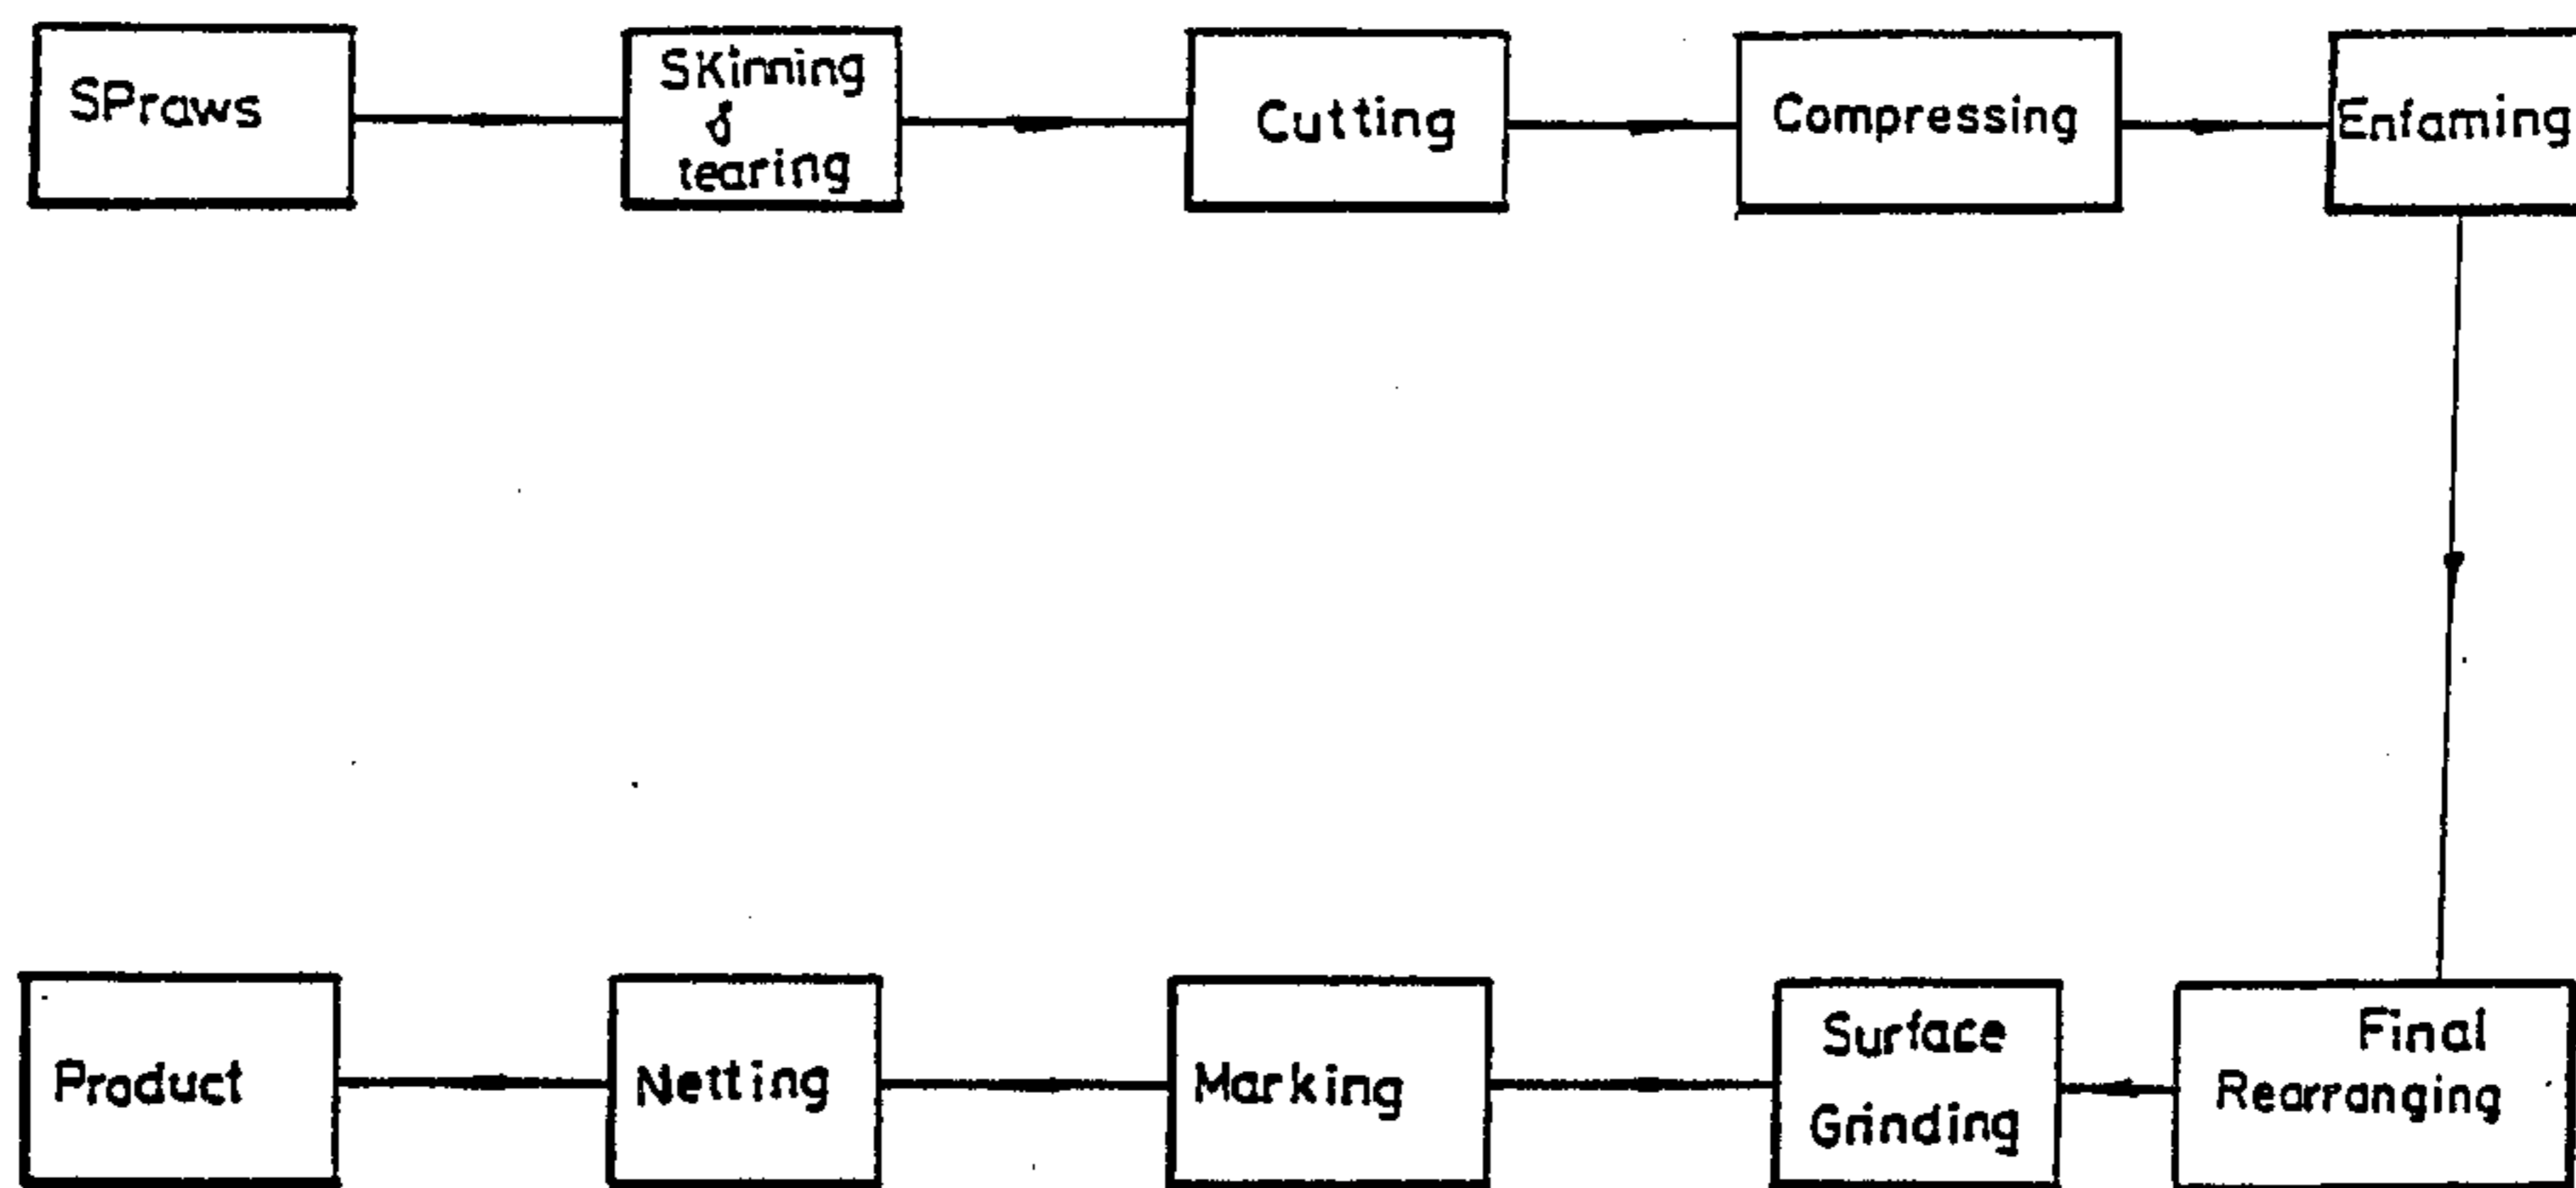 SPraws
SKinning
&
tearing
Cutting
Compressing
Enfaming
Final
Rearranging
Surface
Grinding
Marking
Netting
Product